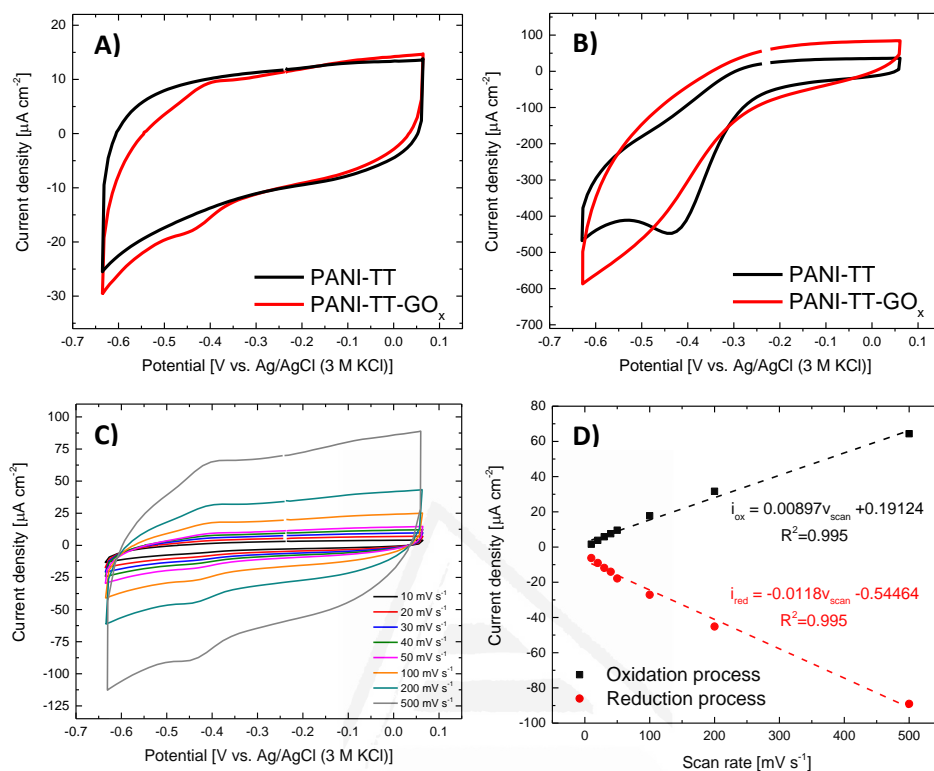 A)
Current density [µA cm⁻²]
20
10
0
-10
-20
-30
PANI-TT
PANI-TT-GOₓ
-0.7 -0.6 -0.5 -0.4 -0.3 -0.2 -0.1 0.0 0.1
Potential [V vs. Ag/AgCl (3 M KCl)]
B)
Current density [µA cm⁻²]
100
0
-100
-200
-300
-400
-500
-600
-700
PANI-TT
PANI-TT-GOₓ
-0.7 -0.6 -0.5 -0.4 -0.3 -0.2 -0.1 0.0 0.1
Potential [V vs. Ag/AgCl (3 M KCl)]
C)
Current density [µA cm⁻²]
100
75
50
25
0
-25
-50
-75
-100
-125
10 mV s⁻¹
20 mV s⁻¹
30 mV s⁻¹
40 mV s⁻¹
50 mV s⁻¹
100 mV s⁻¹
200 mV s⁻¹
500 mV s⁻¹
-0.7 -0.6 -0.5 -0.4 -0.3 -0.2 -0.1 0.0 0.1
Potential [V vs. Ag/AgCl (3 M KCl)]
D)
Current density [µA cm⁻²]
80
60
40
20
0
-20
-40
-60
-80
-100
i_ox = 0.00897v_scan +0.19124
R²=0.995
i_red = -0.0118v_scan -0.54464
R²=0.995
Oxidation process
Reduction process
0 100 200 300 400 500
Scan rate [mV s⁻¹]